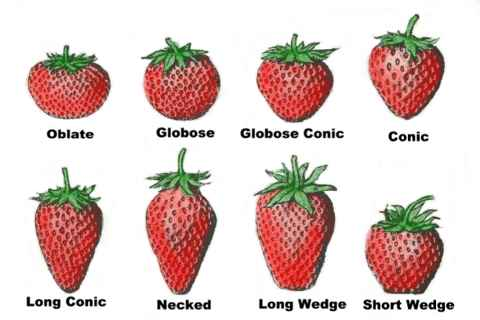 Oblate
Globose
Globose Conic
Conic
Long Conic
Necked
Long Wedge
Short Wedge